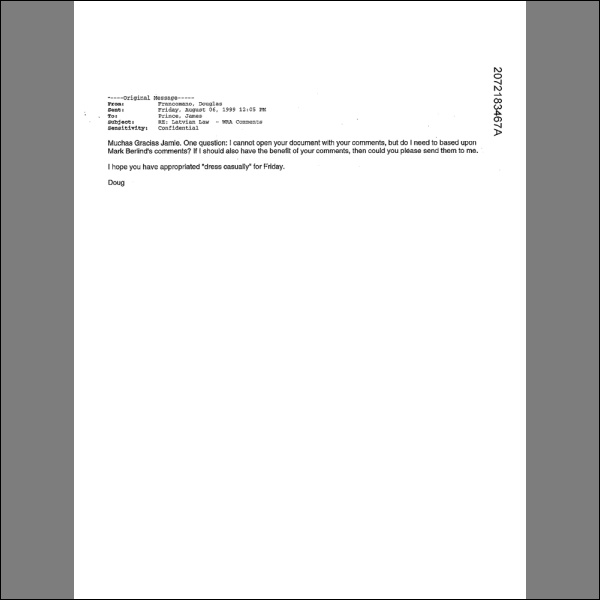 2072183467A
-----Original Message-----
From: Francomano, Douglas
Sent: Friday, August 06, 1999 12:05 PM
To: Prince, James
Subject: RE: Latvian Law - WRA Comments
Sensitivity: Confidential
Muchas Gracias Jamie. One question: I cannot open your document with your comments, but do I need to based upon
Mark Berlind's comments? If I should also have the benefit of your comments, then could you please send them to me.
I hope you have appropriated "dress casually" for Friday.
Doug